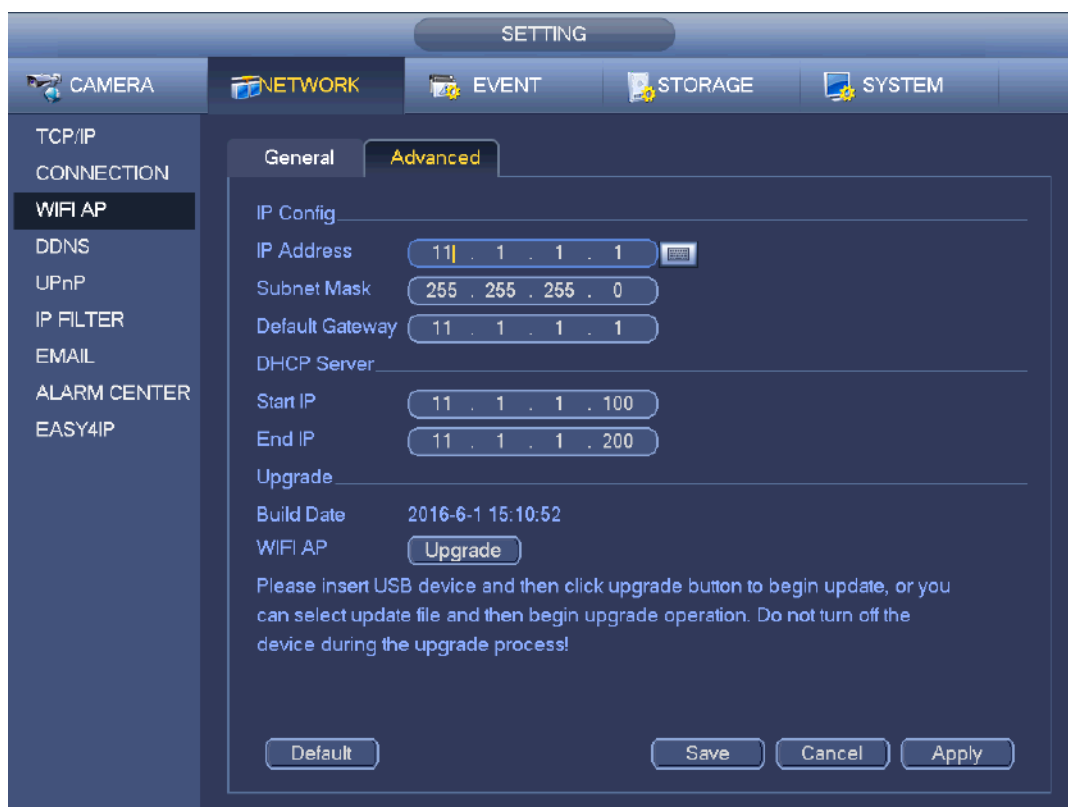 SETTING
CAMERA NETWORK EVENT STORAGE SYSTEM
TCP/IP
CONNECTION
WIFI AP
DDNS
UPnP
IP FILTER
EMAIL
ALARM CENTER
EASY4IP
General Advanced
IP Config
IP Address 11 . 1 . 1 . 1
Subnet Mask 255 . 255 . 255 . 0
Default Gateway 11 . 1 . 1 . 1
DHCP Server
Start IP 11 . 1 . 1 . 100
End IP 11 . 1 . 1 . 200
Upgrade
Build Date 2016-6-1 15:10:52
WIFI AP Upgrade
Please insert USB device and then click upgrade button to begin update, or you
can select update file and then begin upgrade operation. Do not turn off the
device during the upgrade process!
Default Save Cancel Apply